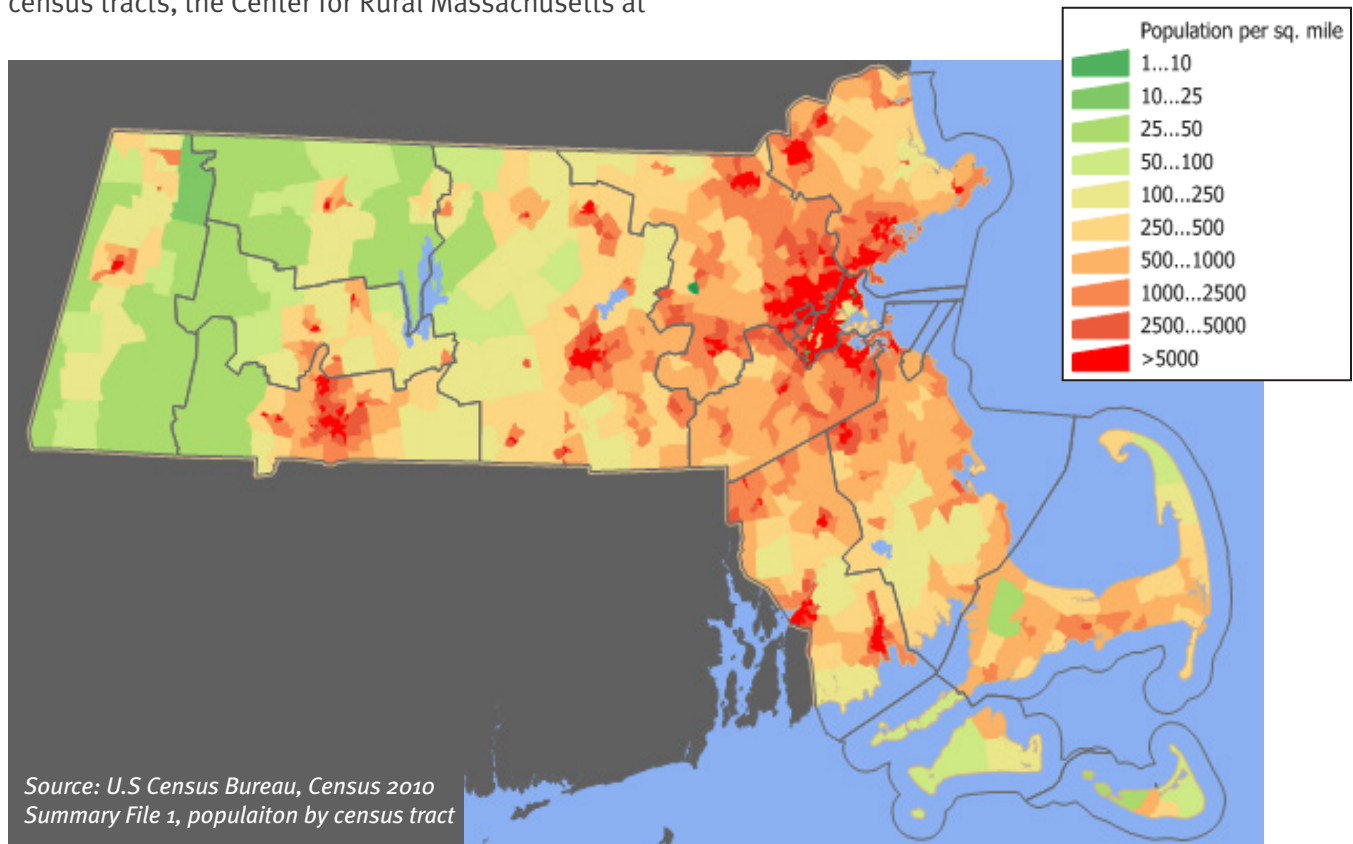 census tracts, the Center for Rural Massachusetts at
Population per sq. mile
1...10
10...25
25...50
50...100
100...250
250...500
500...1000
1000...2500
2500...5000
>5000
Source: U.S Census Bureau, Census 2010
Summary File 1, populaiton by census tract